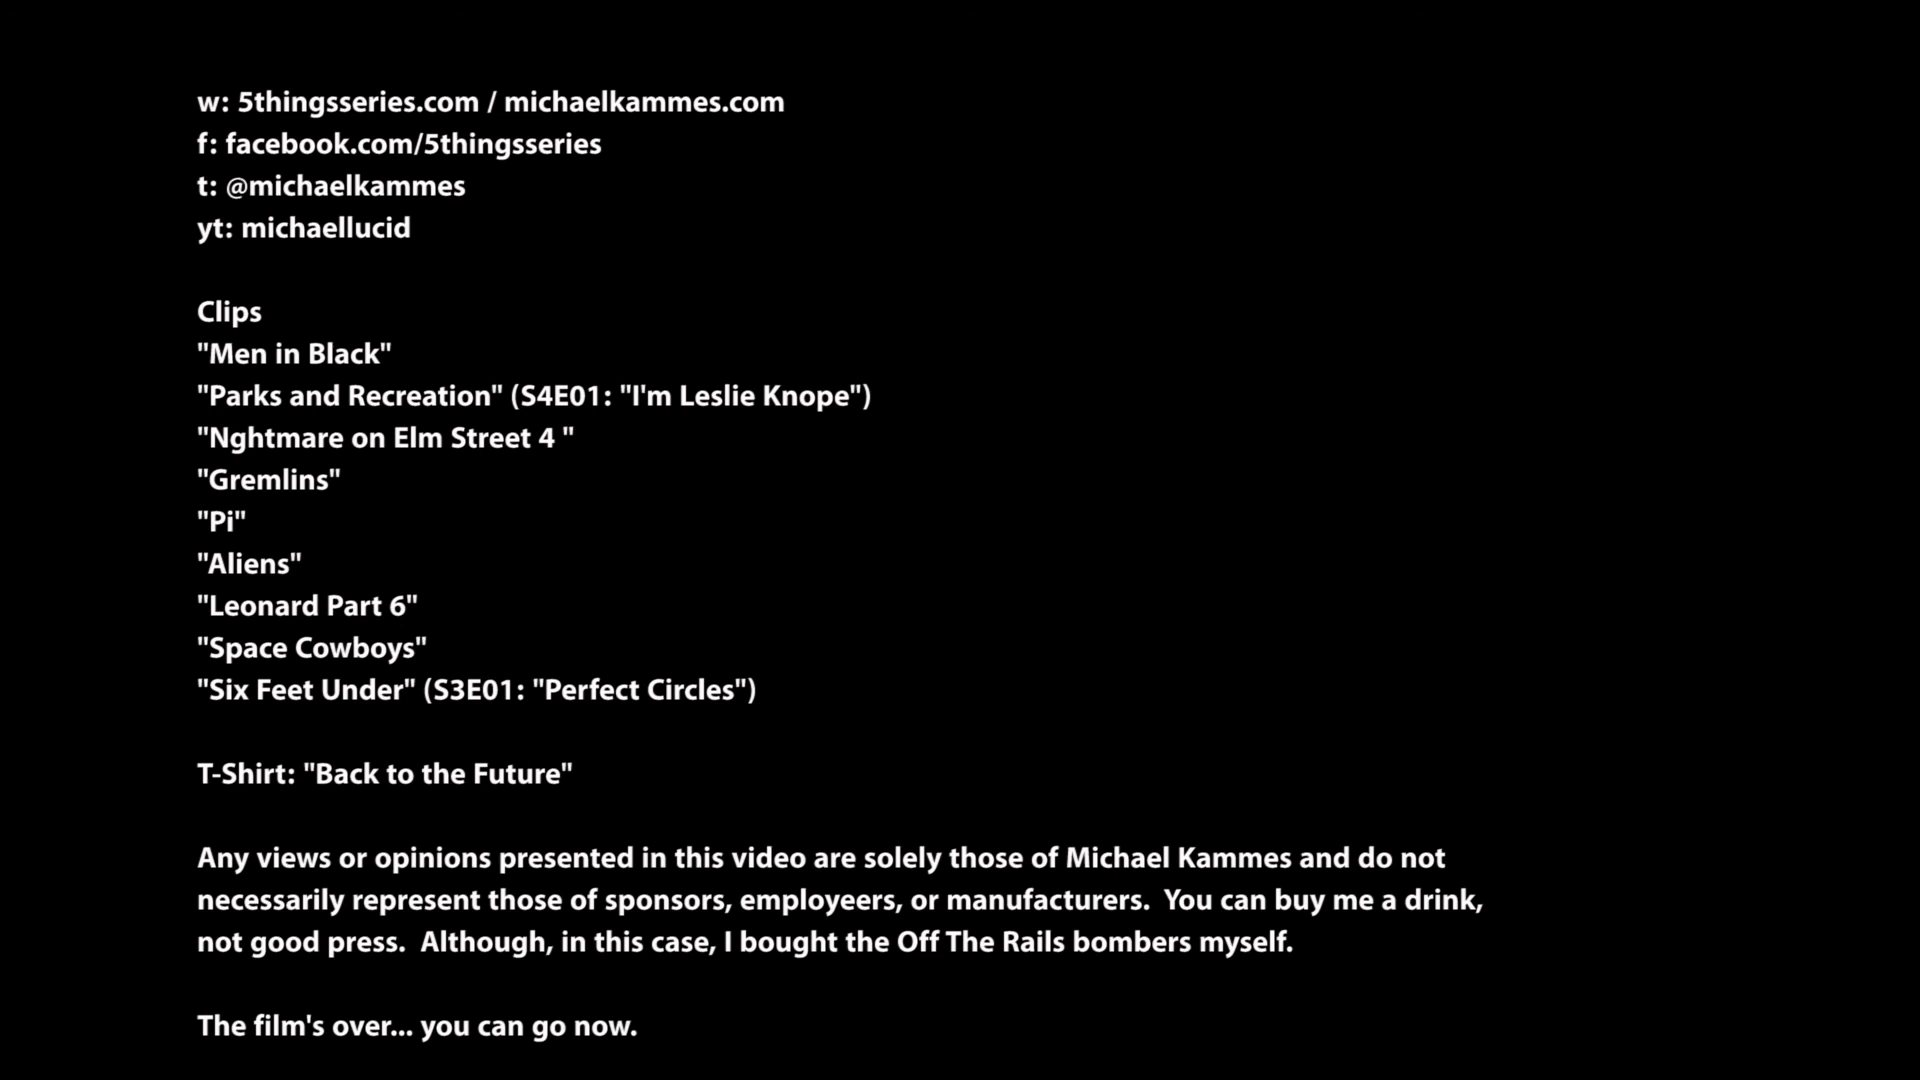 w: 5thingsseries.com / michaelkammes.com
f: facebook.com/5thingsseries
t: @michaelkammes
yt: michaellucid
Clips
"Men in Black"
"Parks and Recreation" (S4E01: "I'm Leslie Knope")
"Nghtmare on Elm Street 4 "
"Gremlins"
"Pi"
"Aliens"
"Leonard Part 6"
"Space Cowboys"
"Six Feet Under" (S3E01: "Perfect Circles")
T-Shirt: "Back to the Future"
Any views or opinions presented in this video are solely those of Michael Kammes and do not
necessarily represent those of sponsors, employeers, or manufacturers.  You can buy me a drink,
not good press.  Although, in this case, I bought the Off The Rails bombers myself.
The film's over... you can go now.